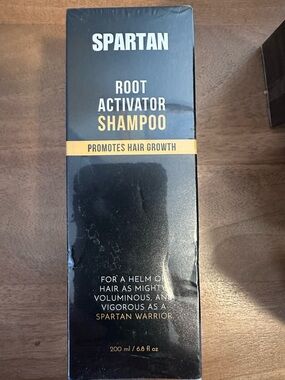 SPARTAN
ROOT
ACTIVATOR
SHAMPOO
PROMOTES HAIR GROWTH
FOR A HELM OF
HAIR AS MIGHTY,
VOLUMINOUS, AND
VIGOROUS AS A
SPARTAN WARRIOR
200 ml / 6.8 fl oz